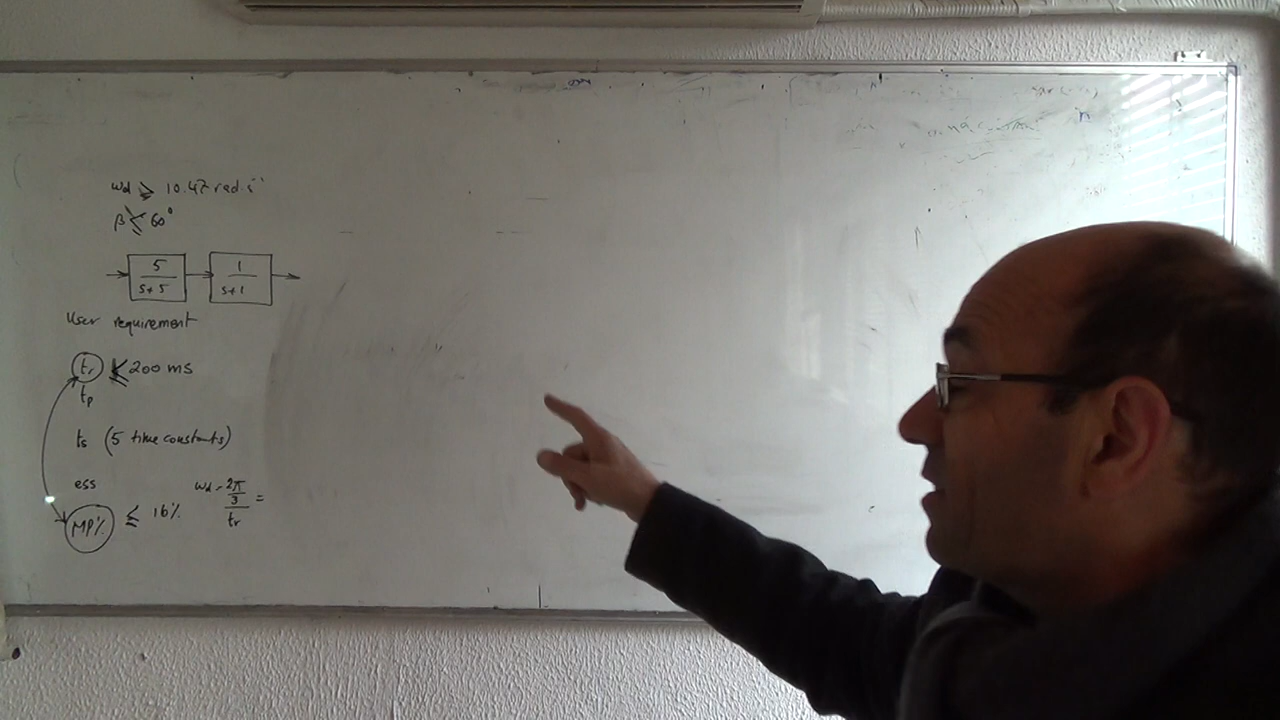 ωd ≥ 10.47 rad.s⁻¹
β ≤ 60°
5/(s+5) 1/(s+1)
User requirement
tr ≤ 200 ms
tp
ts (5 time constants)
ess
MP% ≤ 16% ωd = (2π/3)/tr =